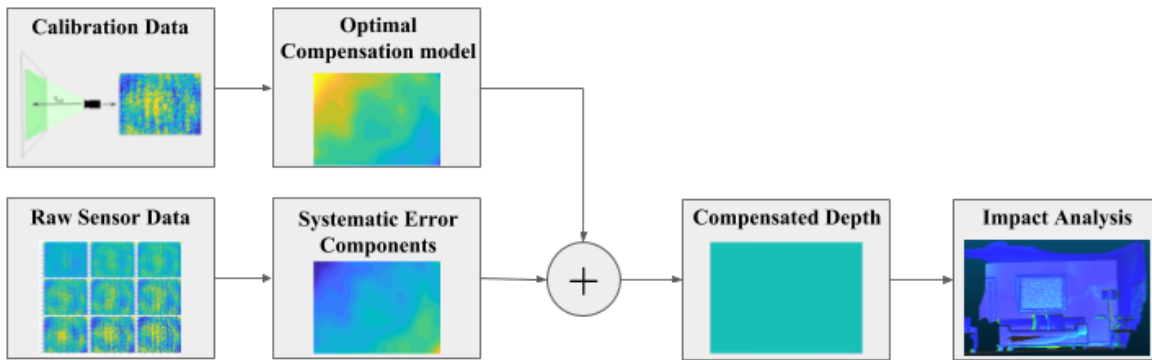 Calibration Data
Optimal
Compensation model
Raw Sensor Data
Systematic Error
Components
+
Compensated Depth
Impact Analysis